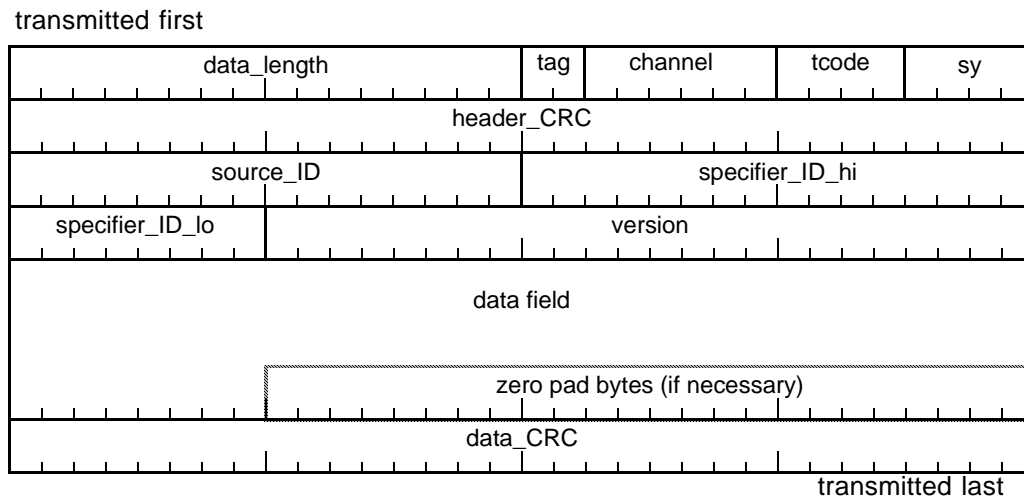 transmitted first
data_length tag channel tcode sy
header_CRC
source_ID specifier_ID_hi
specifier_ID_lo version
data field
zero pad bytes (if necessary)
data_CRC
transmitted last